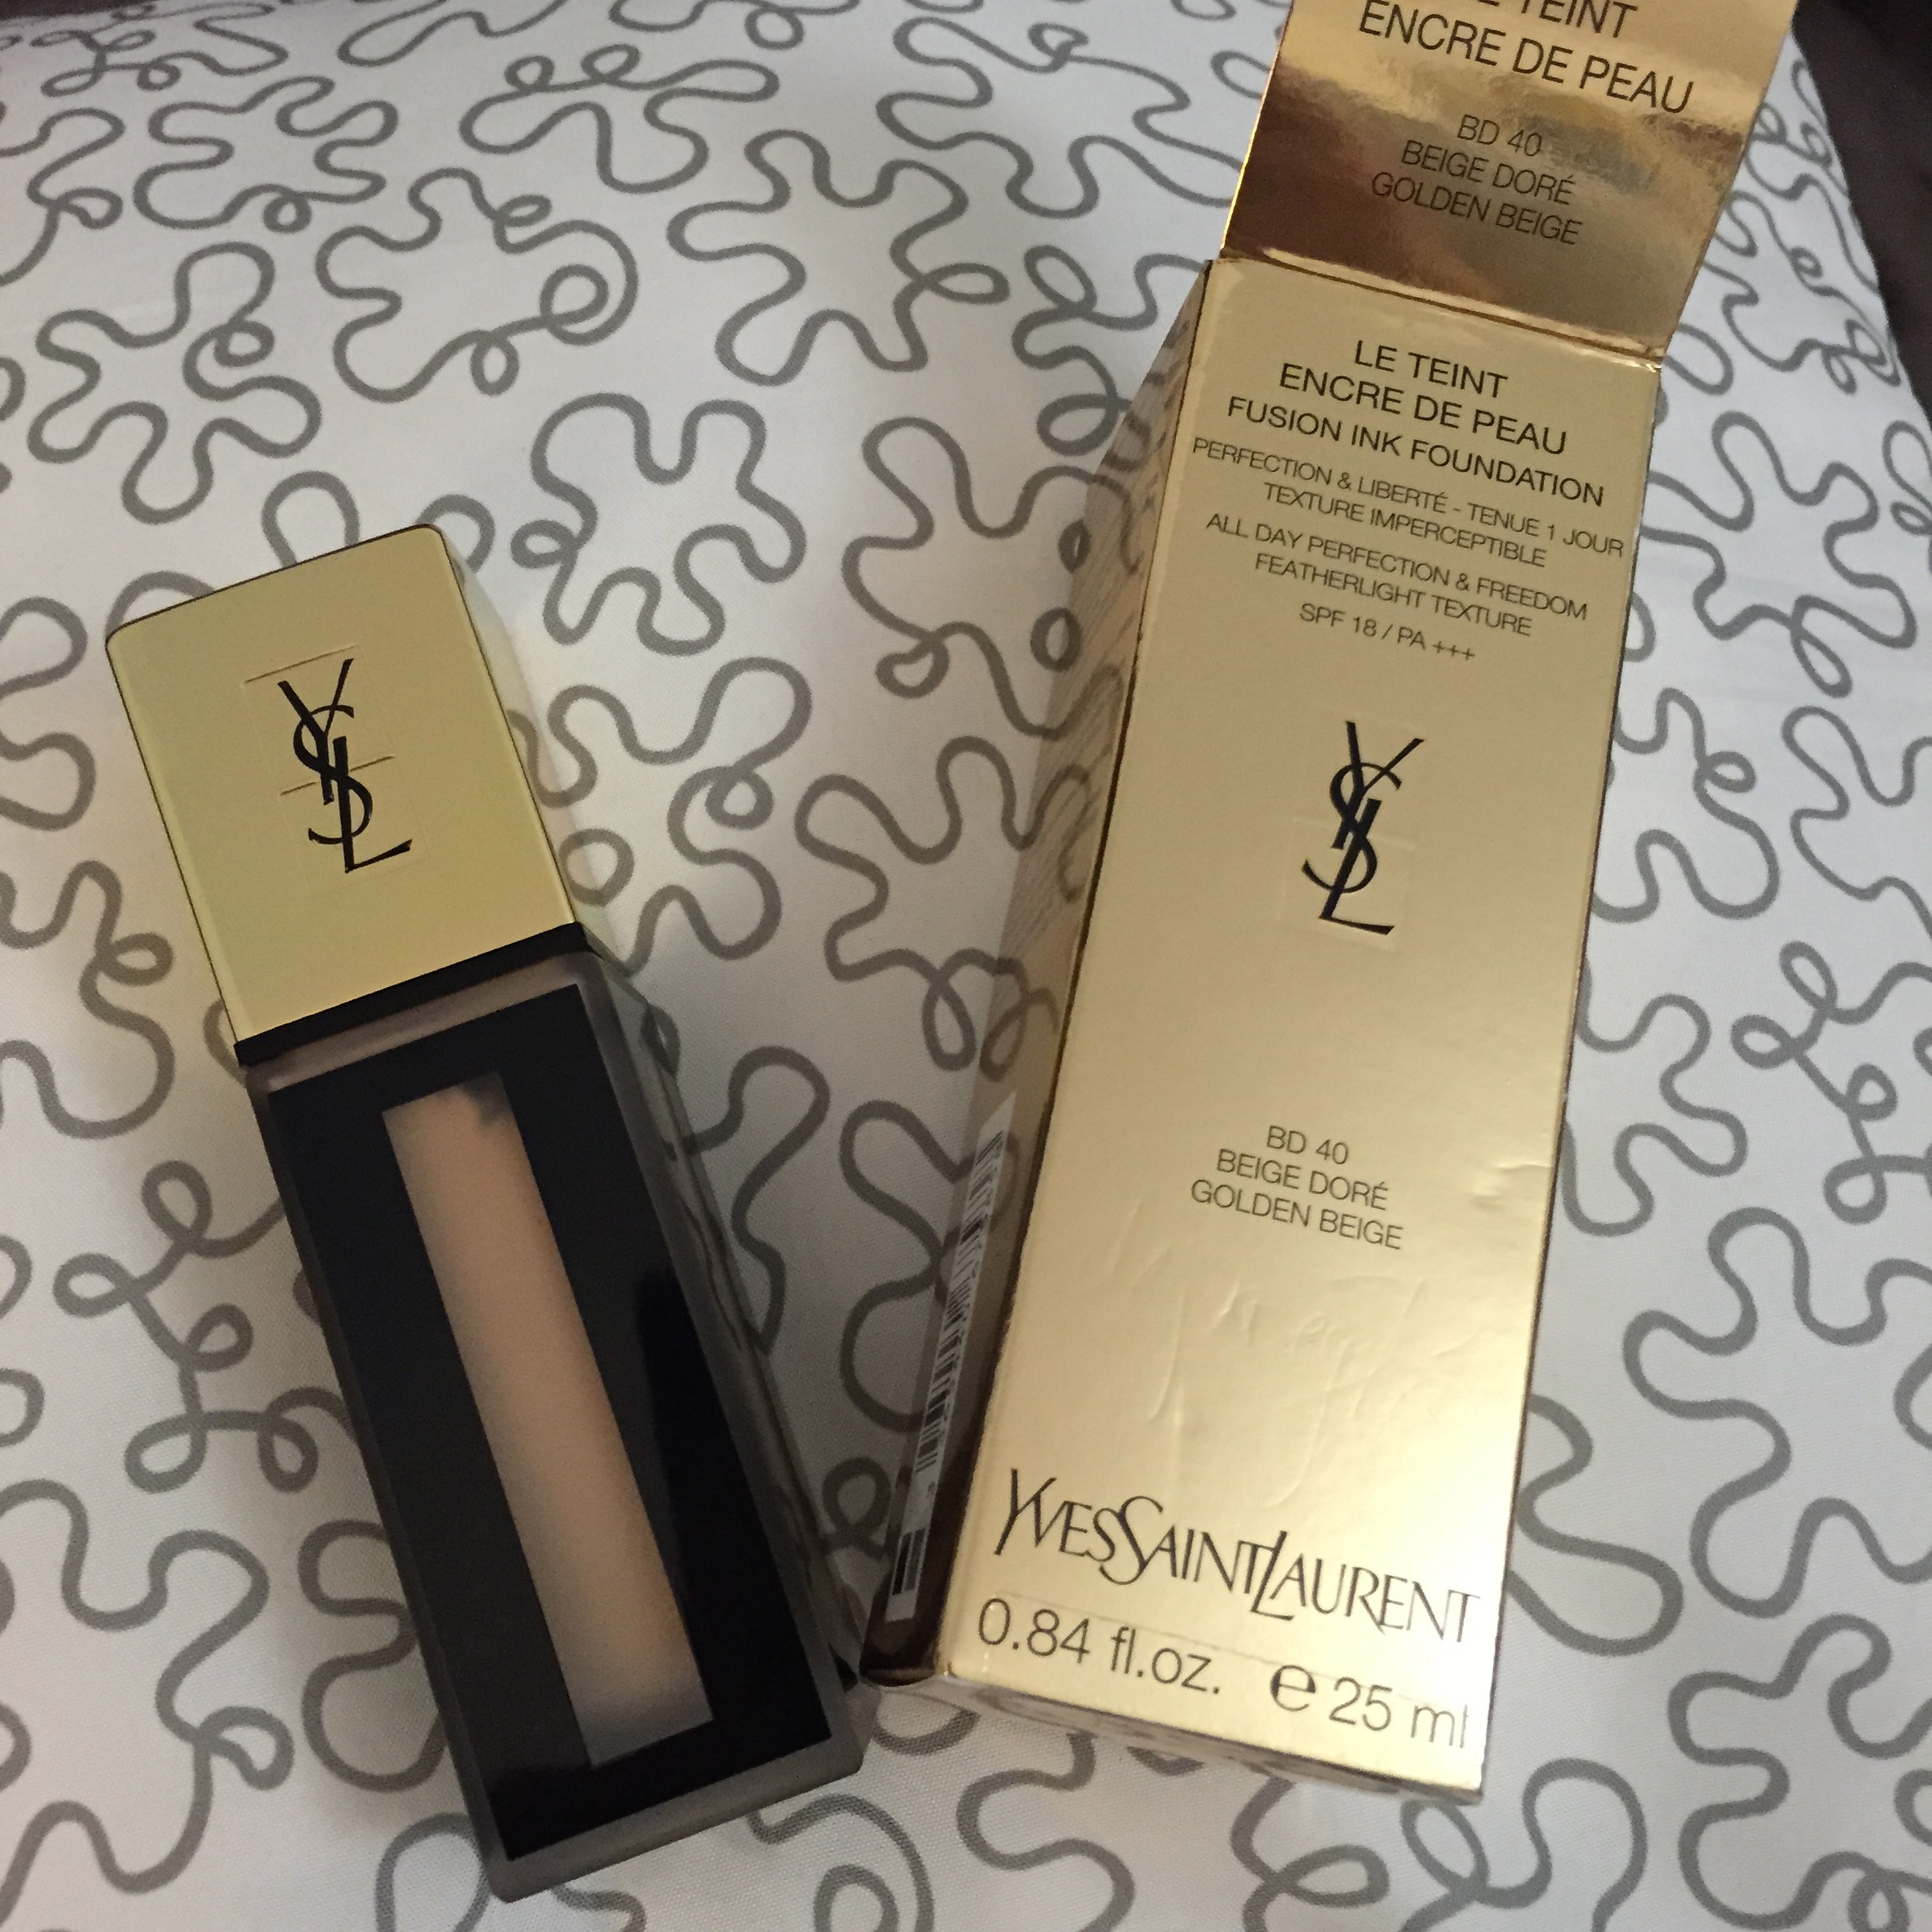 YSL
LE TEINT
ENCRE DE PEAU
BD 40
BEIGE DORÉ
GOLDEN BEIGE
LE TEINT
ENCRE DE PEAU
FUSION INK FOUNDATION
PERFECTION & LIBERTÉ - TENUE 1 JOUR
TEXTURE IMPERCEPTIBLE
ALL DAY PERFECTION & FREEDOM
FEATHERLIGHT TEXTURE
SPF 18 / PA +++
YSL
BD 40
BEIGE DORÉ
GOLDEN BEIGE
YVESSAINTLAURENT
0.84 fl.oz. ℮ 25 ml